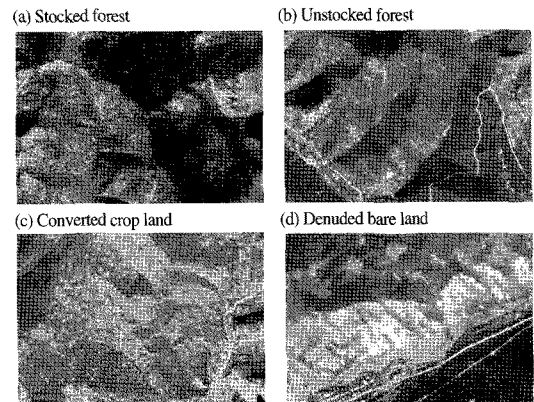 (a) Stocked forest
(b) Unstocked forest
(c) Converted crop land
(d) Denuded bare land